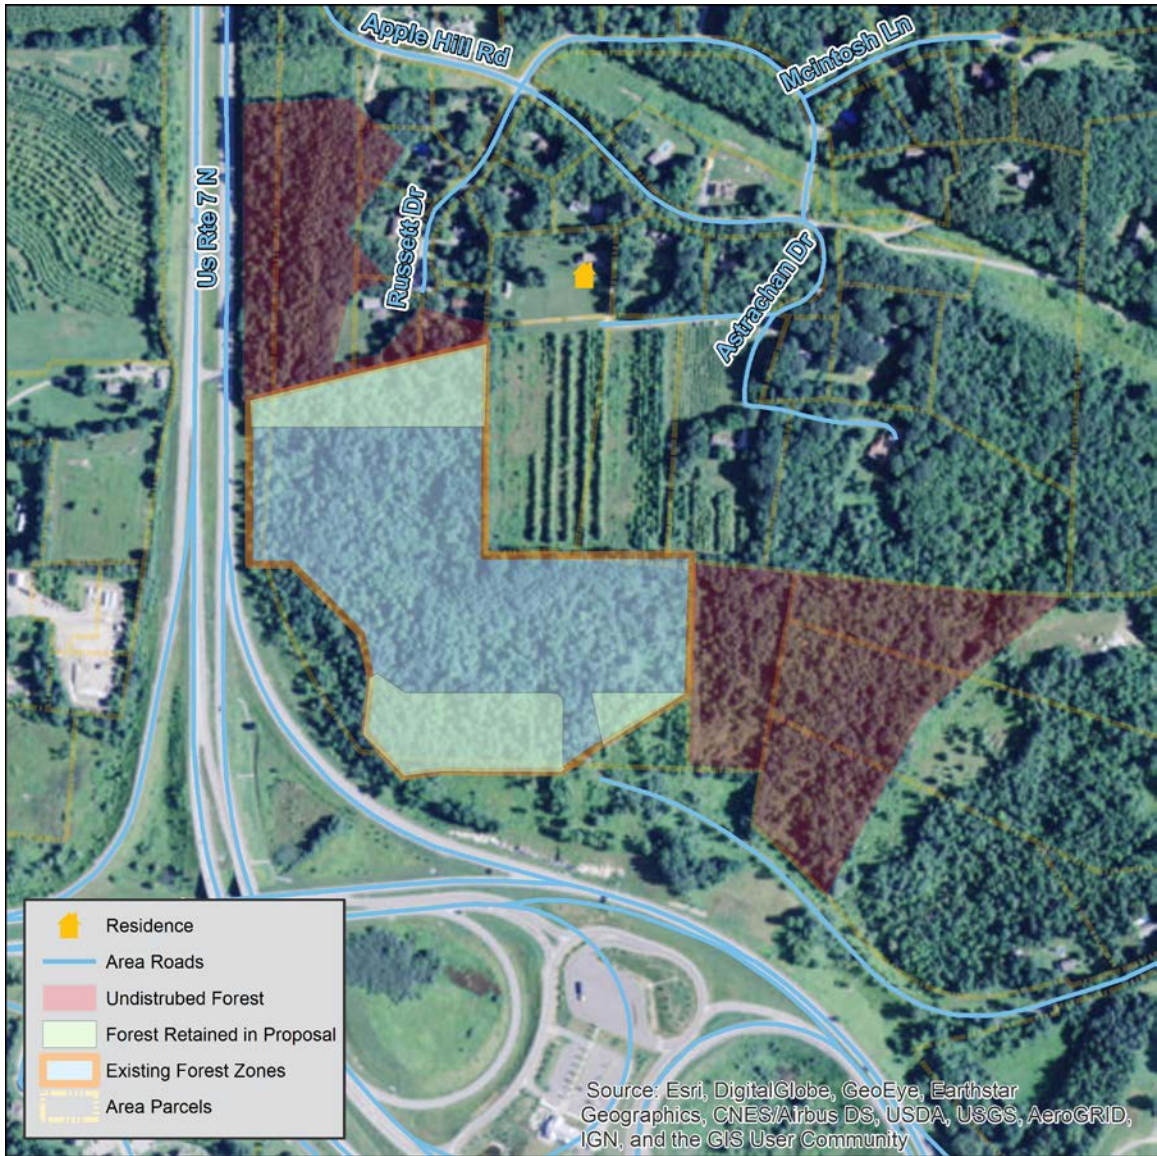 Apple Hill Rd
Mcintosh Ln
Us Rte 7 N
Russett Dr
Astrachan Dr
Residence
Area Roads
Undistrubed Forest
Forest Retained in Proposal
Existing Forest Zones
Area Parcels
Source: Esri, DigitalGlobe, GeoEye, Earthstar
Geographics, CNES/Airbus DS, USDA, USGS, AeroGRID,
IGN, and the GIS User Community